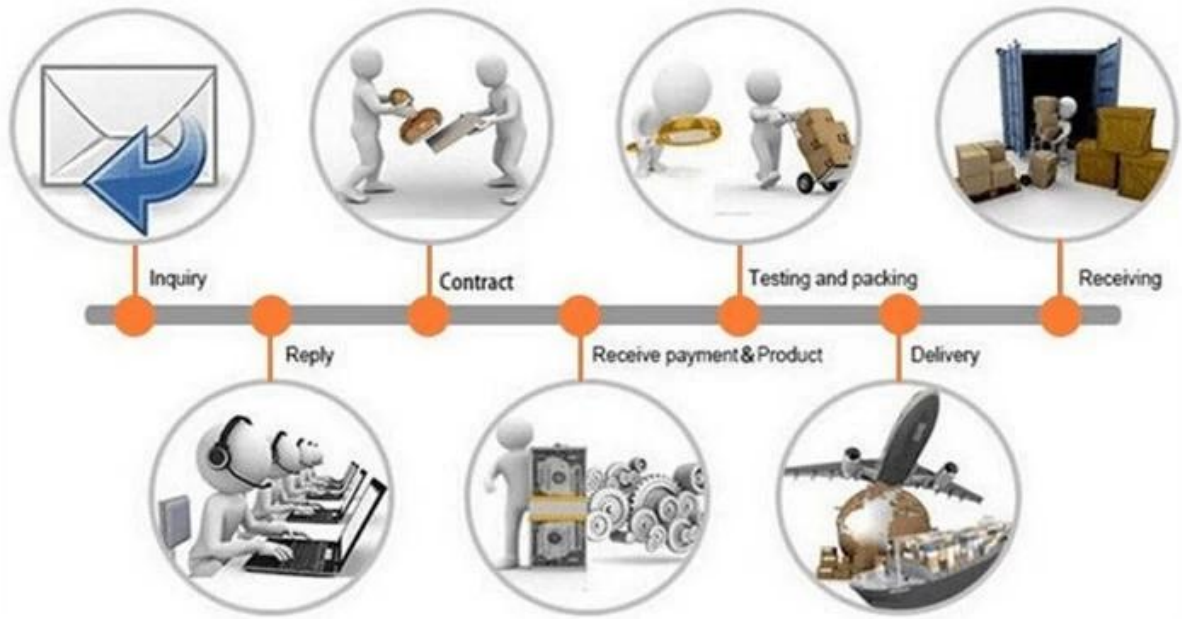 Inquiry
Reply
Contract
Receive payment&Product
Testing and packing
Delivery
Receiving